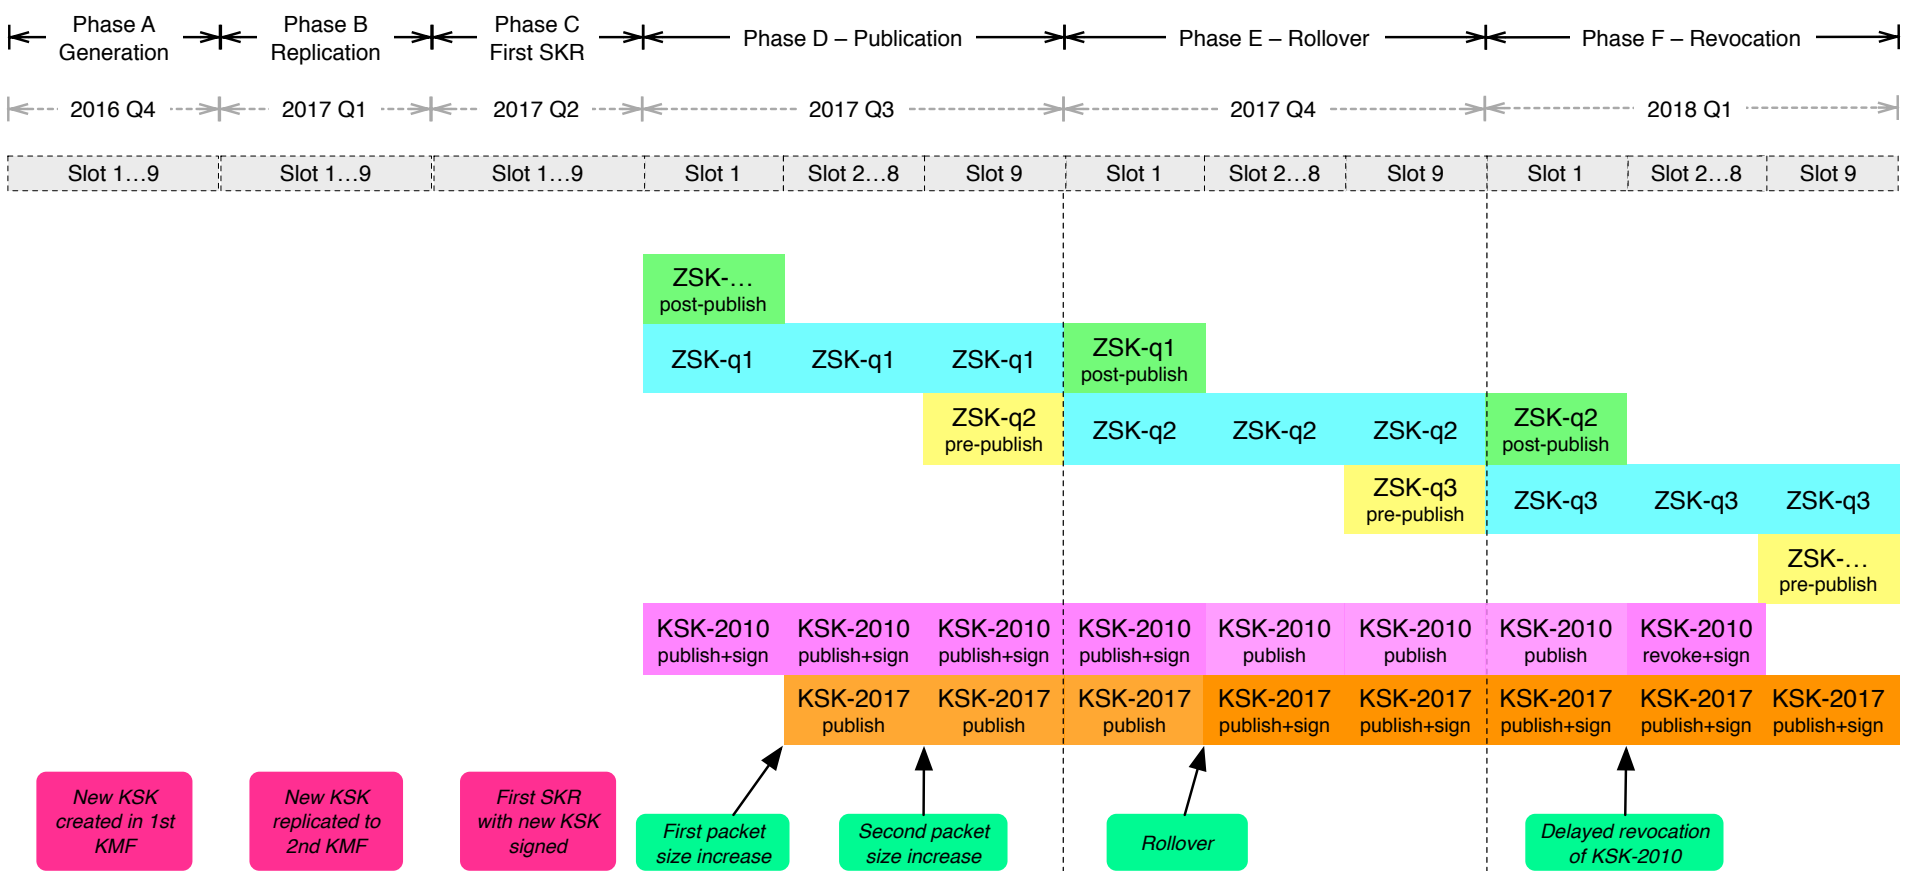 Phase A
Generation
Phase B
Replication
Phase C
First SKR
Phase D – Publication
Phase E – Rollover
Phase F – Revocation
2016 Q4
2017 Q1
2017 Q2
2017 Q3
2017 Q4
2018 Q1
Slot 1…9
Slot 1…9
Slot 1…9
Slot 1
Slot 2…8
Slot 9
Slot 1
Slot 2…8
Slot 9
Slot 1
Slot 2…8
Slot 9
ZSK-…
post-publish
ZSK-q1
ZSK-q1
ZSK-q1
ZSK-q1
post-publish
ZSK-q2
pre-publish
ZSK-q2
ZSK-q2
ZSK-q2
ZSK-q2
post-publish
ZSK-q3
pre-publish
ZSK-q3
ZSK-q3
ZSK-q3
ZSK-…
pre-publish
KSK-2010
publish+sign
KSK-2010
publish+sign
KSK-2010
publish+sign
KSK-2010
publish+sign
KSK-2010
publish
KSK-2010
publish
KSK-2010
publish
KSK-2010
revoke+sign
KSK-2017
publish
KSK-2017
publish
KSK-2017
publish
KSK-2017
publish+sign
KSK-2017
publish+sign
KSK-2017
publish+sign
KSK-2017
publish+sign
KSK-2017
publish+sign
New KSK
created in 1st
KMF
New KSK
replicated to
2nd KMF
First SKR
with new KSK
signed
First packet
size increase
Second packet
size increase
Rollover
Delayed revocation
of KSK-2010